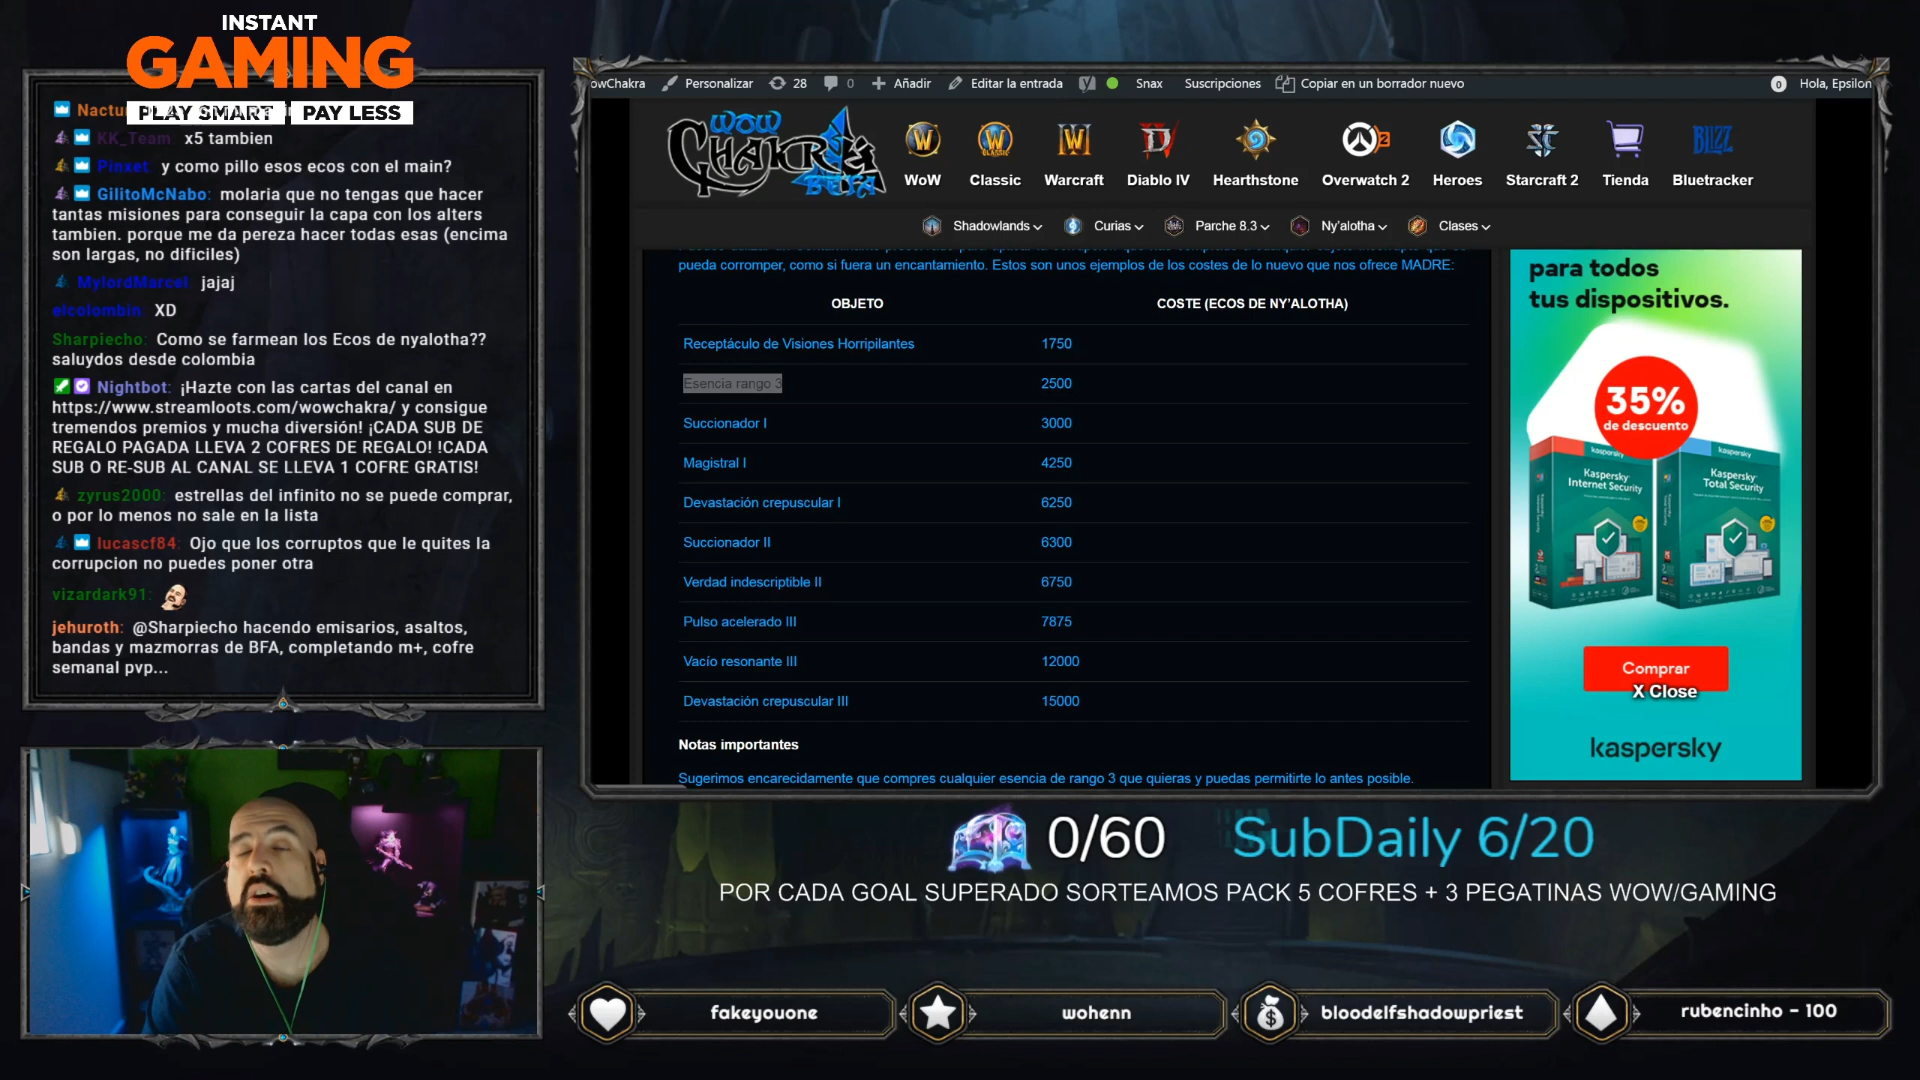 INSTANT
GAMING
PLAY SMART PAY LESS
Nactu
KK_Team x5 tambien
Pinxet: y como pillo esos ecos con el main?
GilitoMcNabo: molaria que no tengas que hacer
tantas misiones para conseguir la capa con los alters
tambien. porque me da pereza hacer todas esas (encima
son largas, no dificiles)
MylordMarcel: jajaj
elcolombin: XD
Sharpiecho: Como se farmean los Ecos de nyalotha??
saluydos desde colombia
Nightbot: ¡Hazte con las cartas del canal en
https://www.streamloots.com/wowchakra/ y consigue
tremendos premios y mucha diversión! ¡CADA SUB DE
REGALO PAGADA LLEVA 2 COFRES DE REGALO! !CADA
SUB O RE-SUB AL CANAL SE LLEVA 1 COFRE GRATIS!
zyrus2000: estrellas del infinito no se puede comprar,
o por lo menos no sale en la lista
lucascf84: Ojo que los corruptos que le quites la
corrupcion no puedes poner otra
vizardark91:
jehuroth: @Sharpiecho hacendo emisarios, asaltos,
bandas y mazmorras de BFA, completando m+, cofre
semanal pvp...
owChakra Personalizar 28 0 Añadir Editar la entrada Snax Suscripciones Copiar en un borrador nuevo 0 Hola, Epsilon
WOW CHAKRA BUFA
WoW Classic Warcraft Diablo IV Hearthstone Overwatch 2 Heroes Starcraft 2 Tienda Bluetracker
Shadowlands Curias Parche 8.3 Ny'alotha Clases
pueda corromper, como si fuera un encantamiento. Estos son unos ejemplos de los costes de lo nuevo que nos ofrece MADRE:
OBJETO COSTE (ECOS DE NY'ALOTHA)
Receptáculo de Visiones Horripilantes 1750
Esencia rango 3 2500
Succionador I 3000
Magistral I 4250
Devastación crepuscular I 6250
Succionador II 6300
Verdad indescriptible II 6750
Pulso acelerado III 7875
Vacío resonante III 12000
Devastación crepuscular III 15000
Notas importantes
Sugerimos encarecidamente que compres cualquier esencia de rango 3 que quieras y puedas permitirte lo antes posible.
para todos
tus dispositivos.
35%
de descuento
kaspersky kaspersky
Kaspersky Internet Security
Kaspersky Total Security
Comprar
X Close
kaspersky
0/60 SubDaily 6/20
POR CADA GOAL SUPERADO SORTEAMOS PACK 5 COFRES + 3 PEGATINAS WOW/GAMING
fakeyouone wohenn bloodelfshadowpriest rubencinho - 100